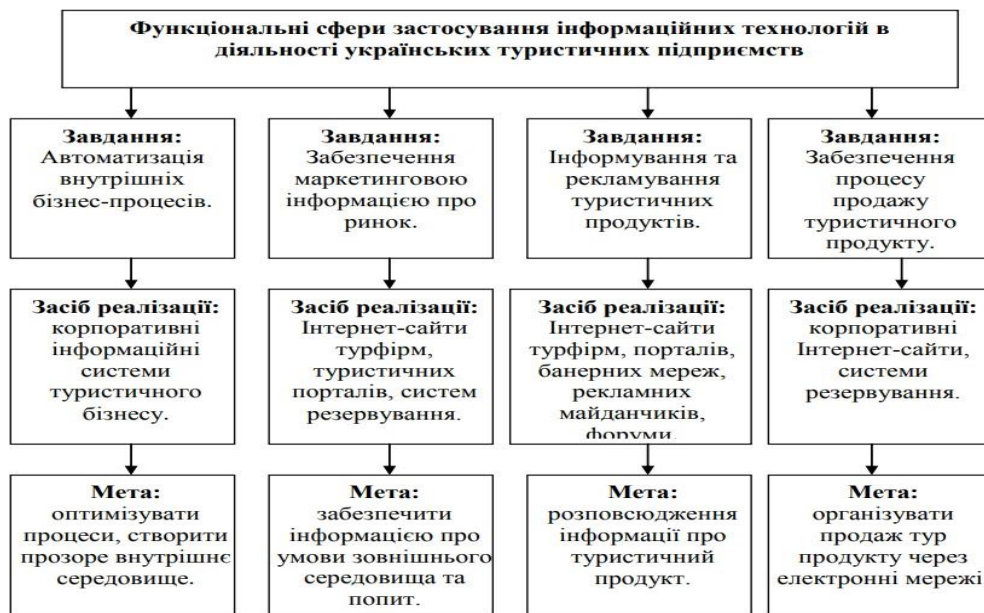 Функціональні сфери застосування інформаційних технологій в
діяльності українських туристичних підприємств
Завдання:
Автоматизація
внутрішніх
бізнес-процесів.
Завдання:
Забезпечення
маркетинговою
інформацією про
ринок.
Завдання:
Інформування та
рекламування
туристичних
продуктів.
Завдання:
Забезпечення
процесу
продажу
туристичного
продукту.
Засіб реалізації:
корпоративні
інформаційні
системи
туристичного
бізнесу.
Засіб реалізації:
Інтернет-сайти
турфірм,
туристичних
порталів, систем
резервування.
Засіб реалізації:
Інтернет-сайти
турфірм, порталів,
банерних мереж,
рекламних
майданчиків,
форуми.
Засіб реалізації:
корпоративні
Інтернет-сайти,
системи
резервування.
Мета:
оптимізувати
процеси, створити
прозоре внутрішнє
середовище.
Мета:
забезпечити
інформацією про
умови зовнішнього
середовища та
попит.
Мета:
розповсюдження
інформації про
туристичний
продукт.
Мета:
організувати
продаж тур
продукту через
електронні мережі